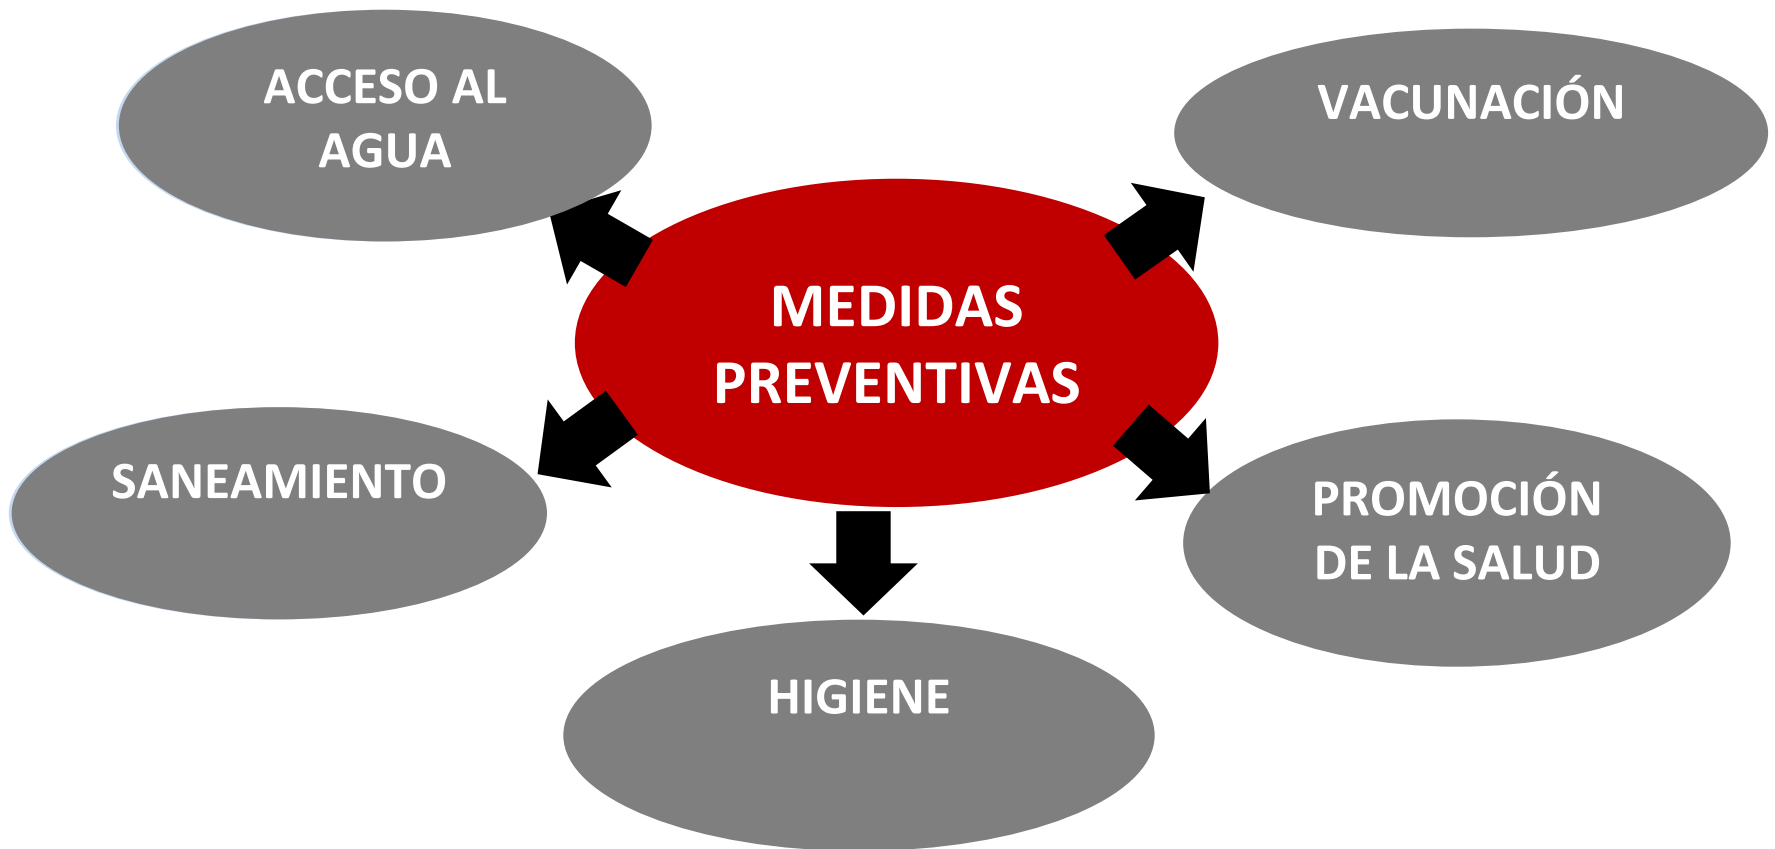 ACCESO AL
AGUA
VACUNACIÓN
MEDIDAS
PREVENTIVAS
SANEAMIENTO
PROMOCIÓN
DE LA SALUD
HIGIENE